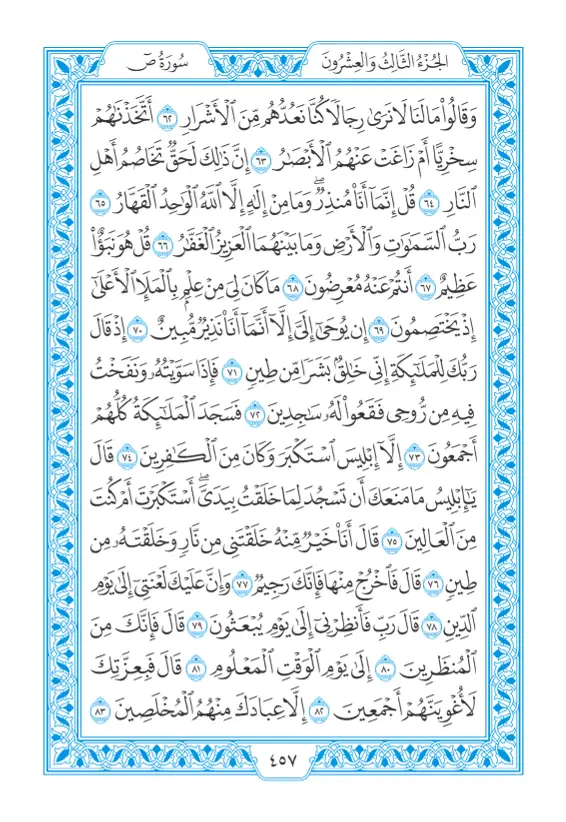 سُورَةُ صٓ
الجُزْءُ الثَّالِثُ وَالعِشْرُونَ
وَقَالُوا۟ مَا لَنَا لَا نَرَىٰ رِجَالًا كُنَّا نَعُدُّهُم مِّنَ ٱلْأَشْرَارِ ٦٢ أَتَّخَذْنَٰهُمْ
سِخْرِيًّا أَمْ زَاغَتْ عَنْهُمُ ٱلْأَبْصَٰرُ ٦٣ إِنَّ ذَٰلِكَ لَحَقٌّ تَخَاصُمُ أَهْلِ
ٱلنَّارِ ٦٤ قُلْ إِنَّمَآ أَنَا۠ مُنذِرٌ ۖ وَمَا مِنْ إِلَٰهٍ إِلَّا ٱللَّهُ ٱلْوَٰحِدُ ٱلْقَهَّارُ ٦٥
رَبُّ ٱلسَّمَٰوَٰتِ وَٱلْأَرْضِ وَمَا بَيْنَهُمَا ٱلْعَزِيزُ ٱلْغَفَّٰرُ ٦٦ قُلْ هُوَ نَبَؤٌا۟
عَظِيمٌ ٦٧ أَنتُمْ عَنْهُ مُعْرِضُونَ ٦٨ مَا كَانَ لِىَ مِنْ عِلْمٍۭ بِٱلْمَلَإِ ٱلْأَعْلَىٰٓ
إِذْ يَخْتَصِمُونَ ٦٩ إِن يُوحَىٰٓ إِلَىَّ إِلَّآ أَنَّمَآ أَنَا۠ نَذِيرٌ مُّبِينٌ ٧٠ إِذْ قَالَ
رَبُّكَ لِلْمَلَٰٓئِكَةِ إِنِّى خَٰلِقٌۢ بَشَرًا مِّن طِينٍ ٧١ فَإِذَا سَوَّيْتُهُۥ وَنَفَخْتُ
فِيهِ مِن رُّوحِى فَقَعُوا۟ لَهُۥ سَٰجِدِينَ ٧٢ فَسَجَدَ ٱلْمَلَٰٓئِكَةُ كُلُّهُمْ
أَجْمَعُونَ ٧٣ إِلَّآ إِبْلِيسَ ٱسْتَكْبَرَ وَكَانَ مِنَ ٱلْكَٰفِرِينَ ٧٤ قَالَ
يَٰٓإِبْلِيسُ مَا مَنَعَكَ أَن تَسْجُدَ لِمَا خَلَقْتُ بِيَدَىَّ ۖ أَسْتَكْبَرْتَ أَمْ كُنتَ
مِنَ ٱلْعَالِينَ ٧٥ قَالَ أَنَا۠ خَيْرٌ مِّنْهُ ۖ خَلَقْتَنِى مِن نَّارٍ وَخَلَقْتَهُۥ مِن
طِينٍ ٧٦ قَالَ فَٱخْرُجْ مِنْهَا فَإِنَّكَ رَجِيمٌ ٧٧ وَإِنَّ عَلَيْكَ لَعْنَتِىٓ إِلَىٰ يَوْمِ
ٱلدِّينِ ٧٨ قَالَ رَبِّ فَأَنظِرْنِىٓ إِلَىٰ يَوْمِ يُبْعَثُونَ ٧٩ قَالَ فَإِنَّكَ مِنَ
ٱلْمُنظَرِينَ ٨٠ إِلَىٰ يَوْمِ ٱلْوَقْتِ ٱلْمَعْلُومِ ٨١ قَالَ فَبِعِزَّتِكَ
لَأُغْوِيَنَّهُمْ أَجْمَعِينَ ٨٢ إِلَّا عِبَادَكَ مِنْهُمُ ٱلْمُخْلَصِينَ ٨٣
٤٥٧